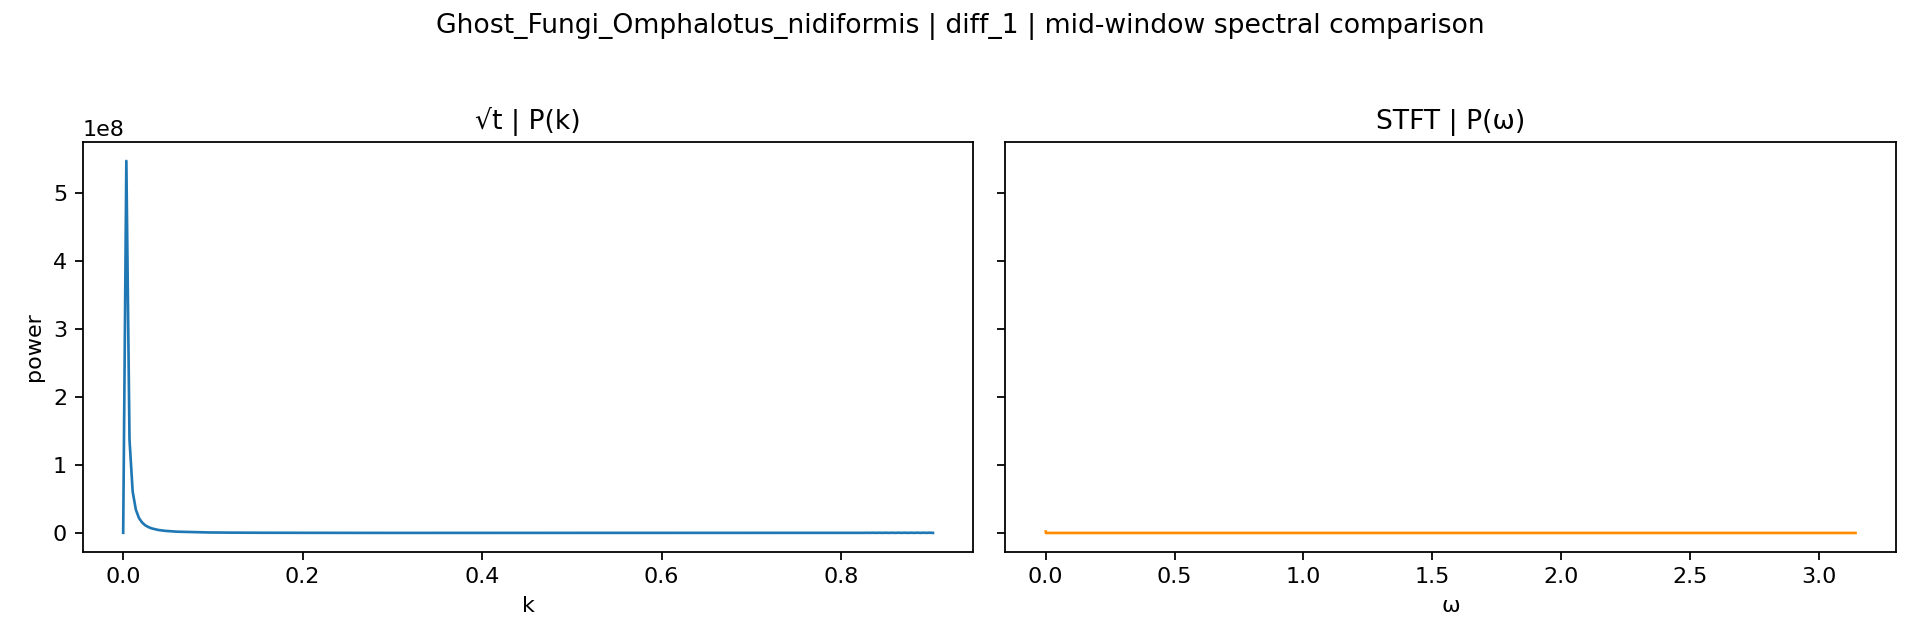 Ghost_Fungi_Omphalotus_nidiformis | diff_1 | mid-window spectral comparison
√t | P(k)
1e8
5
4
3
2
1
0
power
0.0 0.2 0.4 0.6 0.8
k
STFT | P(ω)
0.0 0.5 1.0 1.5 2.0 2.5 3.0
ω